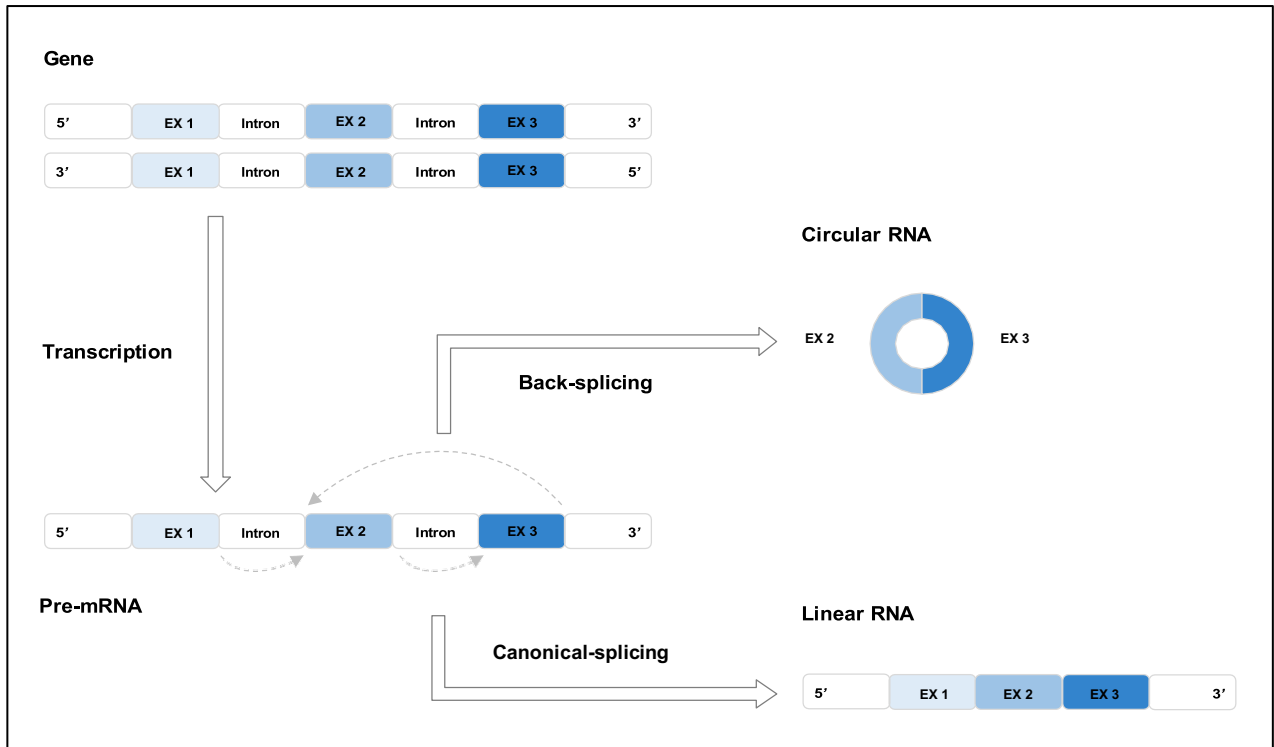 Gene
5′ EX 1 Intron EX 2 Intron EX 3 3′
3′ EX 1 Intron EX 2 Intron EX 3 5′
Circular RNA
EX 2 EX 3
Transcription
Back-splicing
5′ EX 1 Intron EX 2 Intron EX 3 3′
Pre-mRNA
Linear RNA
Canonical-splicing
5′ EX 1 EX 2 EX 3 3′